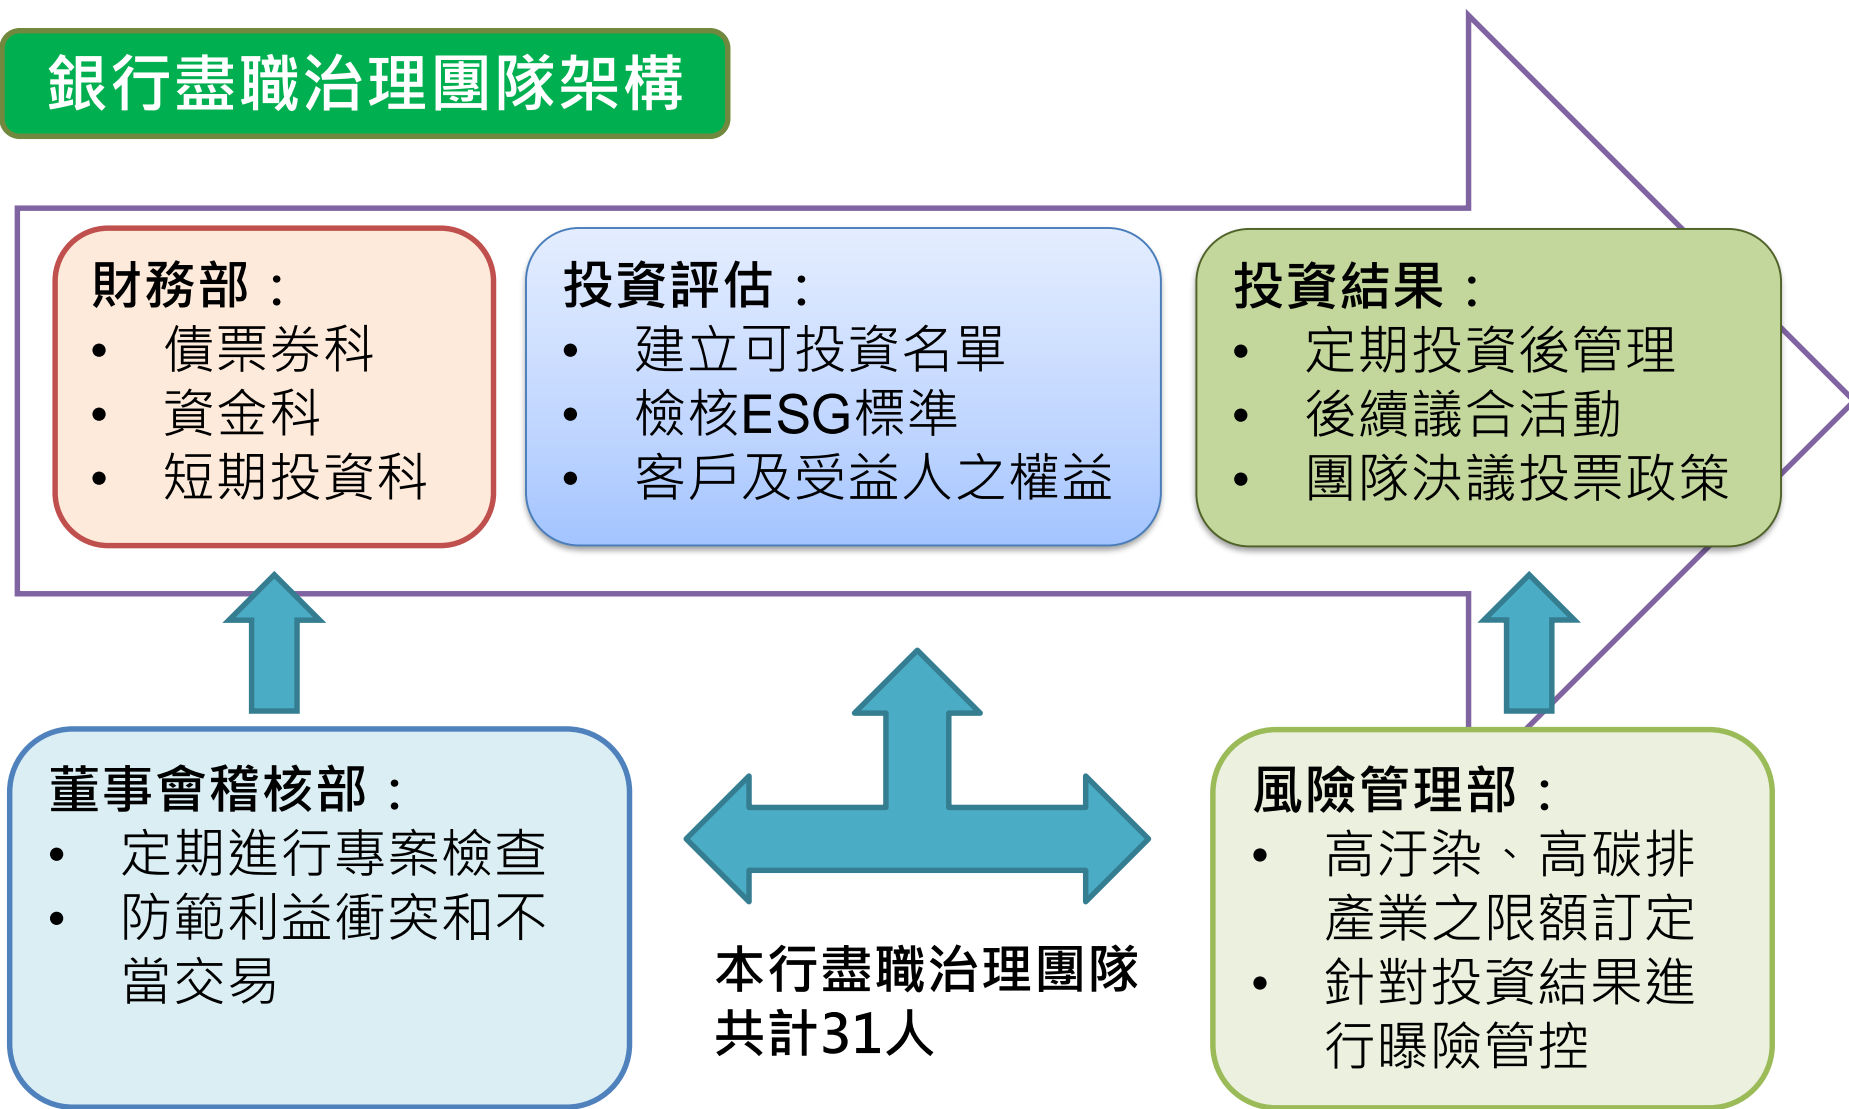 銀行盡職治理團隊架構
財務部：
• 債票券科
• 資金科
• 短期投資科
投資評估：
• 建立可投資名單
• 檢核ESG標準
• 客戶及受益人之權益
投資結果：
• 定期投資後管理
• 後續議合活動
• 團隊決議投票政策
董事會稽核部：
• 定期進行專案檢查
• 防範利益衝突和不
當交易
本行盡職治理團隊
共計31人
風險管理部：
• 高汙染、高碳排
產業之限額訂定
• 針對投資結果進
行曝險管控